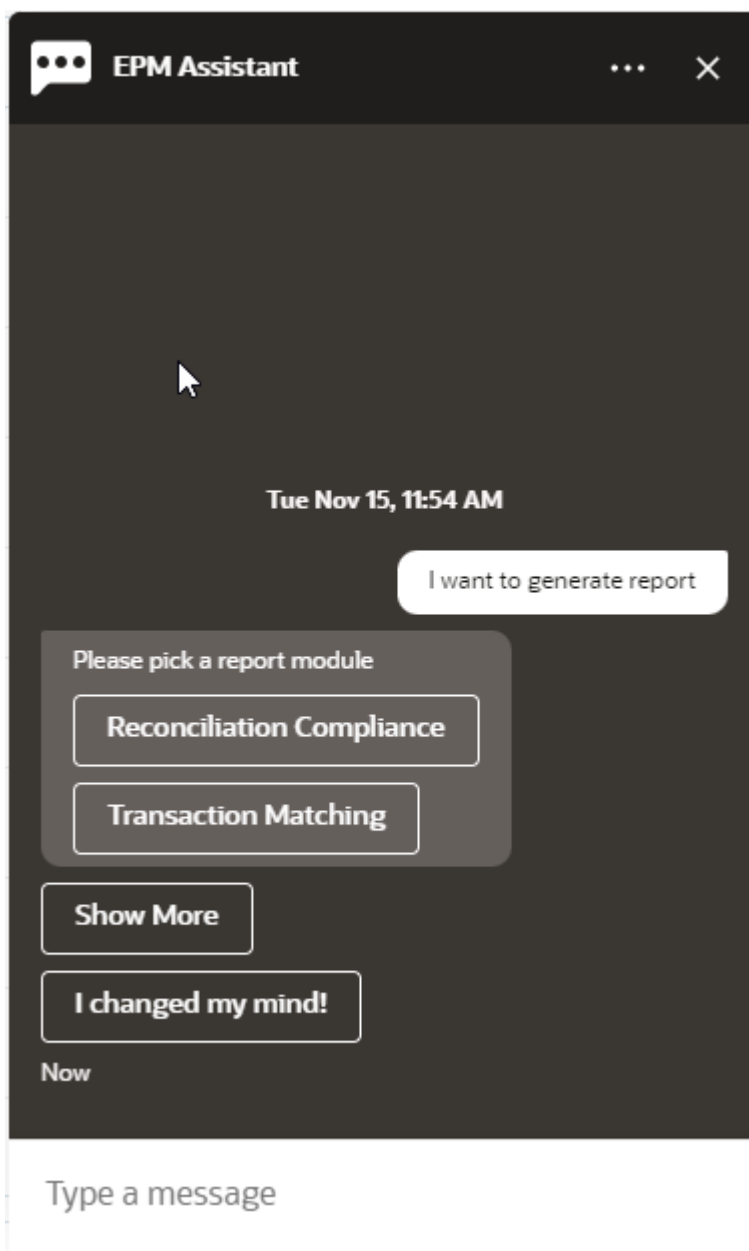 EPM Assistant
Tue Nov 15, 11:54 AM
I want to generate report
Please pick a report module
Reconciliation Compliance
Transaction Matching
Show More
I changed my mind!
Now
Type a message